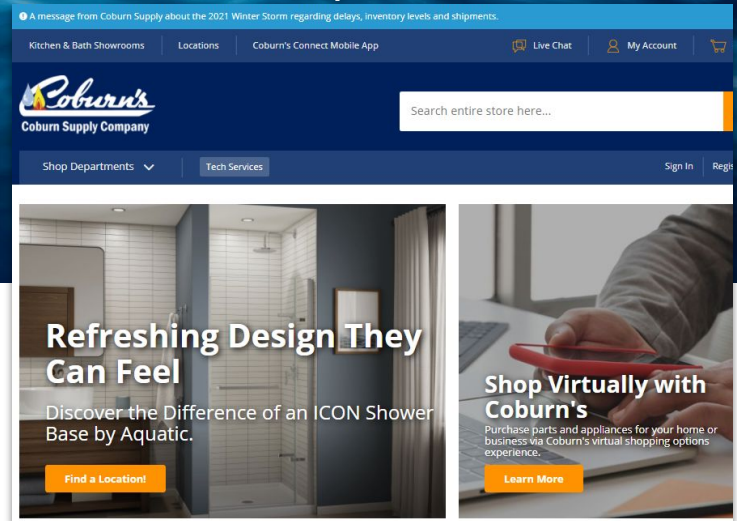 A message from Coburn Supply about the 2021 Winter Storm regarding delays, inventory levels and shipments.
Kitchen & Bath Showrooms Locations Coburn's Connect Mobile App Live Chat My Account
Coburn's
Coburn Supply Company
Search entire store here...
Shop Departments Tech Services Sign In
Refreshing Design They
Can Feel
Discover the Difference of an ICON Shower
Base by Aquatic.
Find a Location!
Shop Virtually with
Coburn's
Purchase parts and appliances for your home or
business via Coburn's virtual shopping options
experience.
Learn More